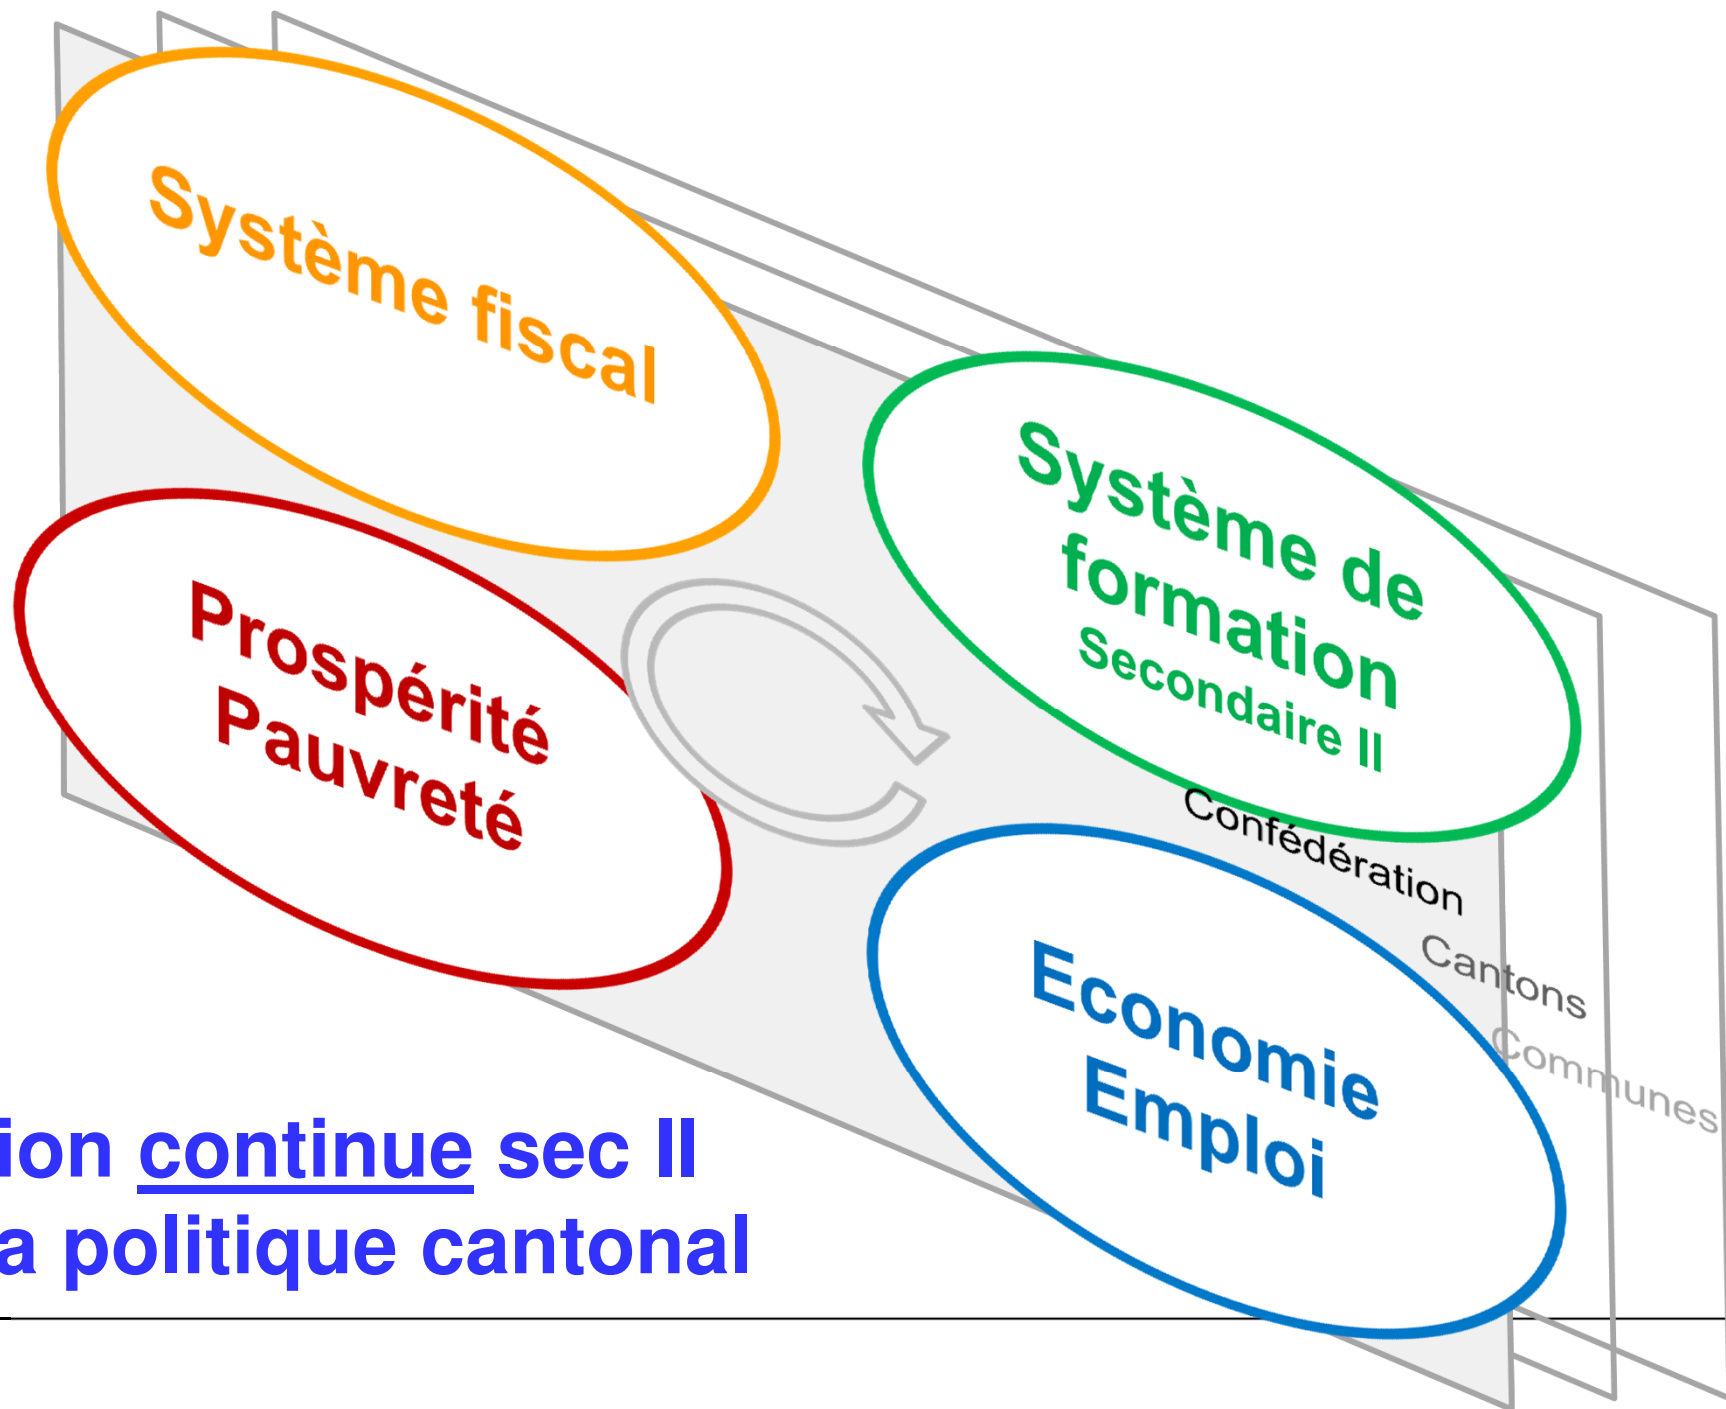 Système fiscal
Système de
formation
Secondaire II
Prospérité
Pauvreté
Confédération
Cantons
Communes
Economie
Emploi
continue sec II
politique cantonal